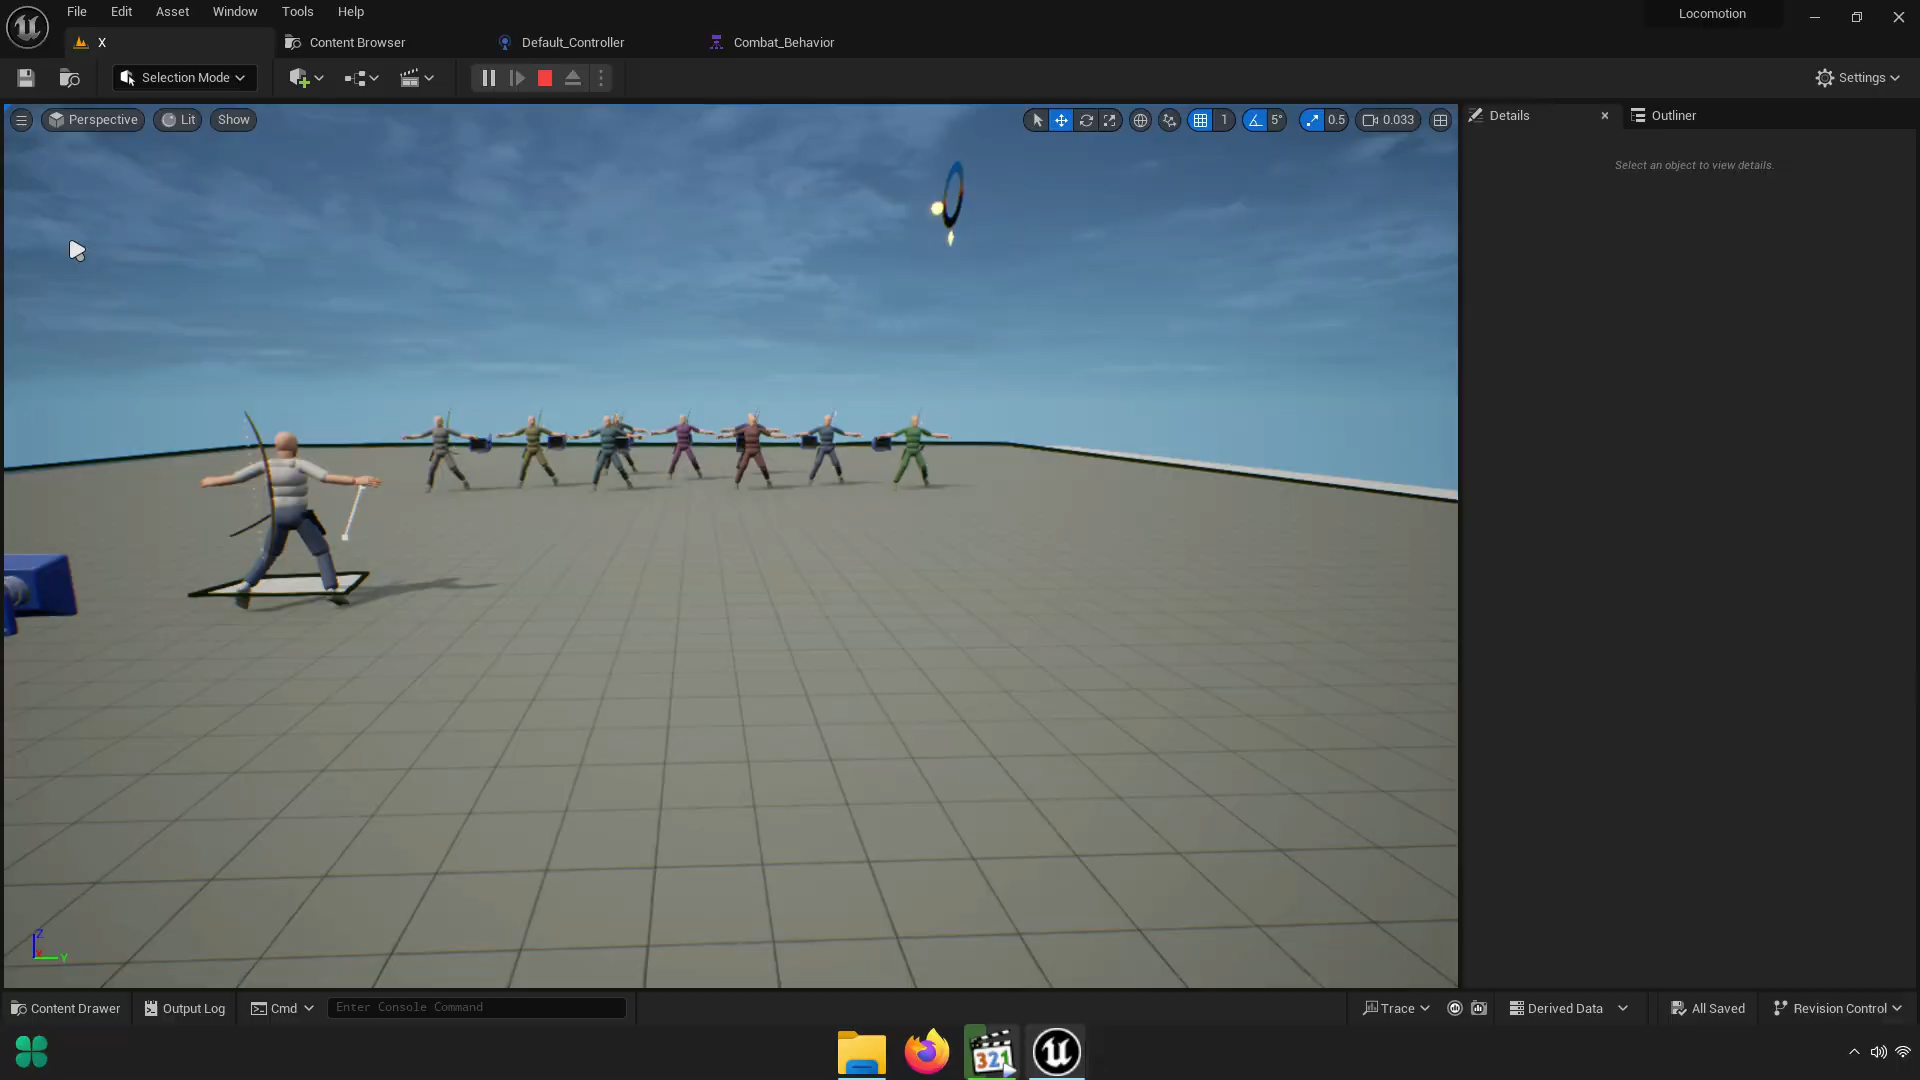 File Edit Asset Window Tools Help
Locomotion
X
Content Browser
Default_Controller
Combat_Behavior
Selection Mode
Settings
Perspective
Lit
Show
1
5°
0.5
0.033
Details
Outliner
Select an object to view details.
Z
Y
Content Drawer
Output Log
Cmd
Enter Console Command
Trace
Derived Data
All Saved
Revision Control
321